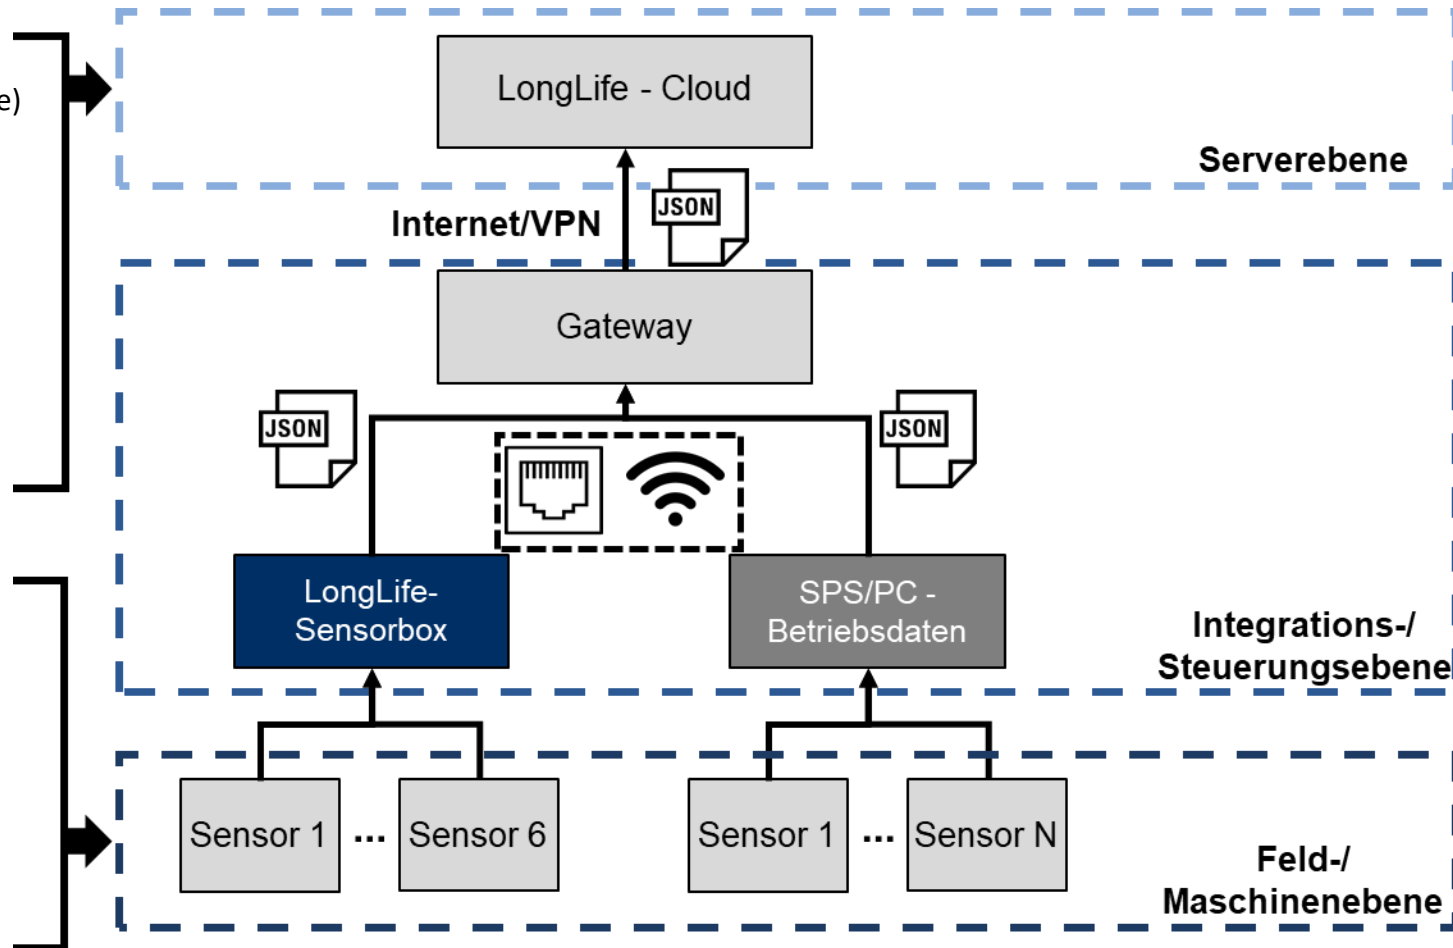 LongLife - Cloud
e)
Serverebene
JSON
Internet/VPN
Gateway
JSON
JSON
LongLife-
Sensorbox
SPS/PC -
Betriebsdaten
Integrations-/
Steuerungsebene
Sensor 1
...
Sensor 6
Sensor 1
...
Sensor N
Feld-/
Maschinenebene